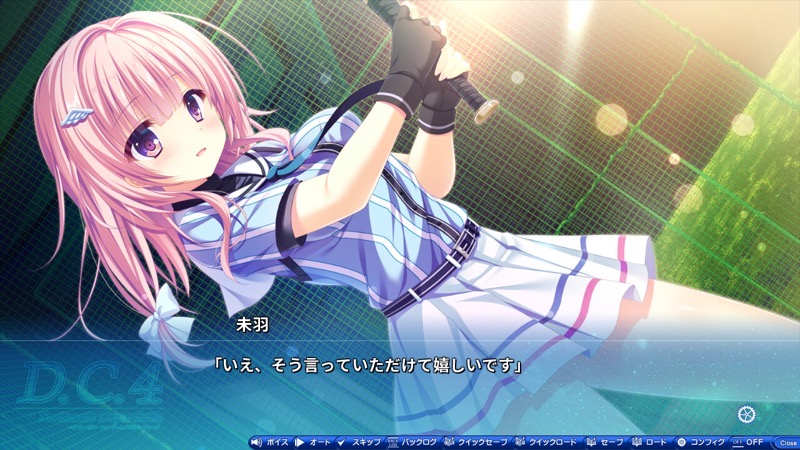 未羽
「いえ、そう言っていただけて嬉しいです」
D.C.4
ボイス オート スキップ バックログ クイックセーブ クイックロード セーブ ロード コンフィグ OFF Close